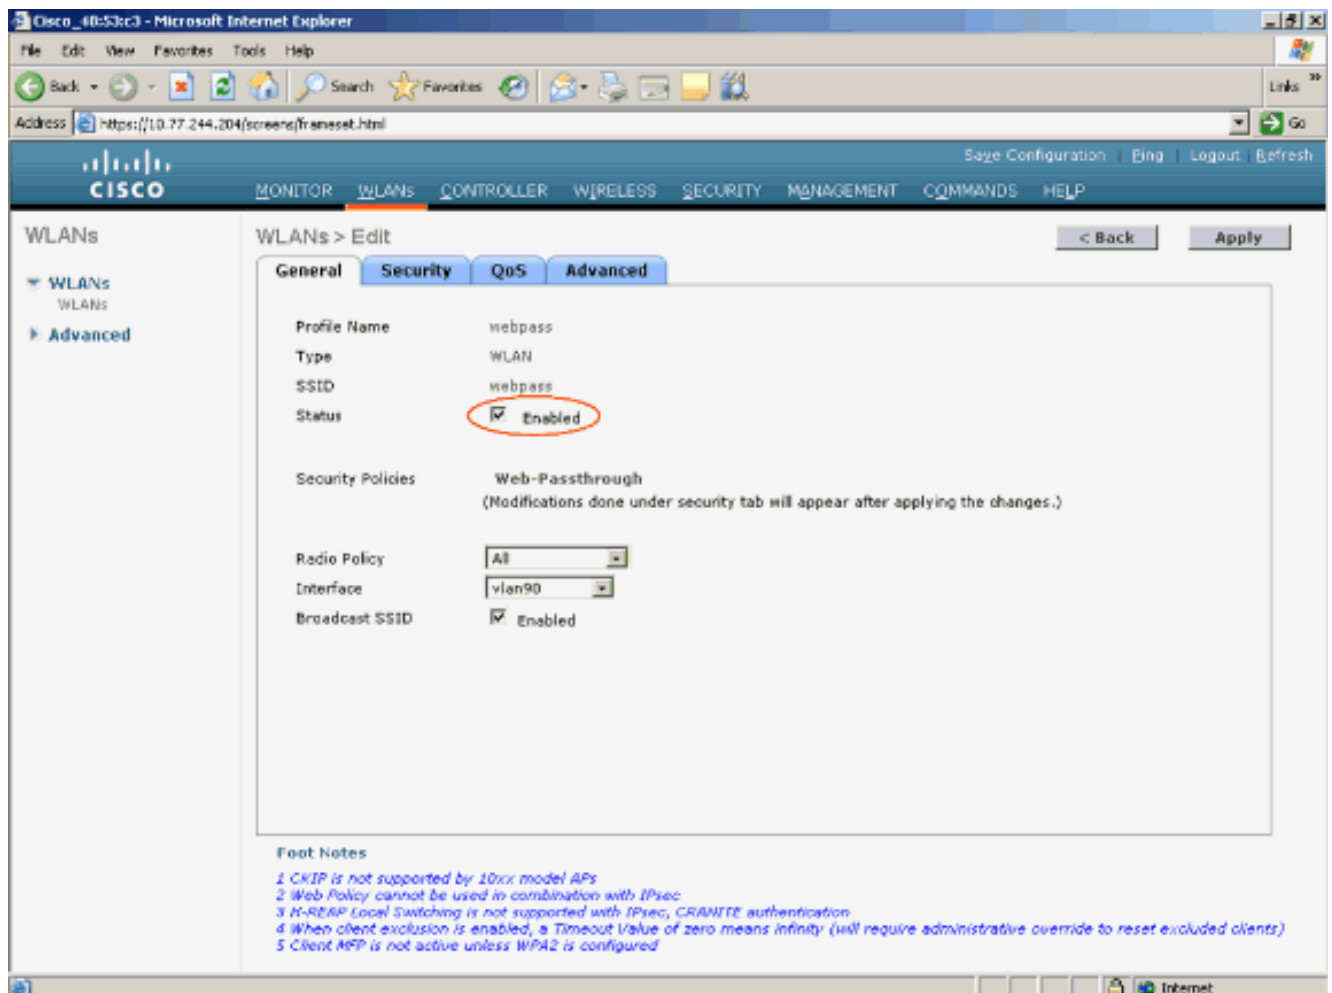 Cisco_40:53:c3 - Microsoft Internet Explorer
File Edit View Favorites Tools Help
Back Search Favorites Links
Address https://10.77.244.204/screens/frameset.html Go
Save Configuration | Ping | Logout | Refresh
CISCO MONITOR WLANs CONTROLLER WIRELESS SECURITY MANAGEMENT COMMANDS HELP
WLANs
WLANs
WLANs
Advanced
WLANs > Edit
< Back Apply
General Security QoS Advanced
Profile Name webpass
Type WLAN
SSID webpass
Status Enabled
Security Policies Web-Passthrough
(Modifications done under security tab will appear after applying the changes.)
Radio Policy All
Interface vlan90
Broadcast SSID Enabled
Foot Notes
1 CKIP is not supported by 10xx model APs
2 Web Policy cannot be used in combination with IPsec
3 H-REAP Local Switching is not supported with IPsec, CRANITE authentication
4 When client exclusion is enabled, a Timeout Value of zero means infinity (will require administrative override to reset excluded clients)
5 Client MFP is not active unless WPA2 is configured
Internet